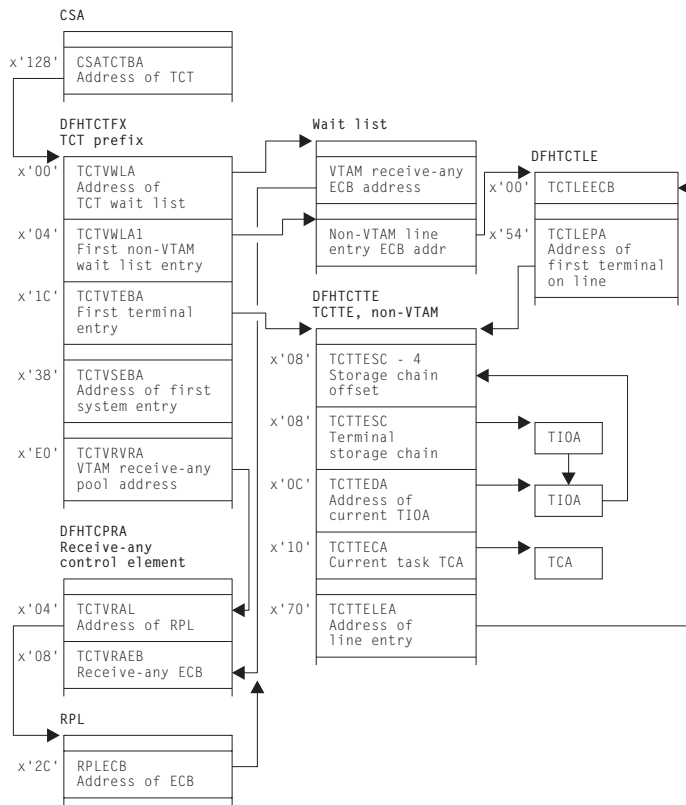 CSA
x'128'
CSATCTBA
Address of TCT
DFHTCTFX
TCT prefix
x'00'
TCTVWLA
Address of
TCT wait list
x'04'
TCTVWLA1
First non-VTAM
wait list entry
x'1C'
TCTVTEBA
First terminal
entry
x'38'
TCTVSEBA
Address of first
system entry
x'E0'
TCTVRVRA
VTAM receive-any
pool address
DFHTCPRA
Receive-any
control element
x'04'
TCTVRAL
Address of RPL
x'08'
TCTVRAEB
Receive-any ECB
RPL
x'2C'
RPLECB
Address of ECB
Wait list
VTAM receive-any
ECB address
Non-VTAM line
entry ECB addr
DFHTCTTE
TCTTE, non-VTAM
x'08'
TCTTESC - 4
Storage chain
offset
x'08'
TCTTESC
Terminal
storage chain
x'0C'
TCTTEDA
Address of
current TIOA
x'10'
TCTTECA
Current task TCA
x'70'
TCTTELEA
Address of
line entry
DFHTCTLE
x'00'
TCTLEECB
x'54'
TCTLEPA
Address of
first terminal
on line
TIOA
TIOA
TCA